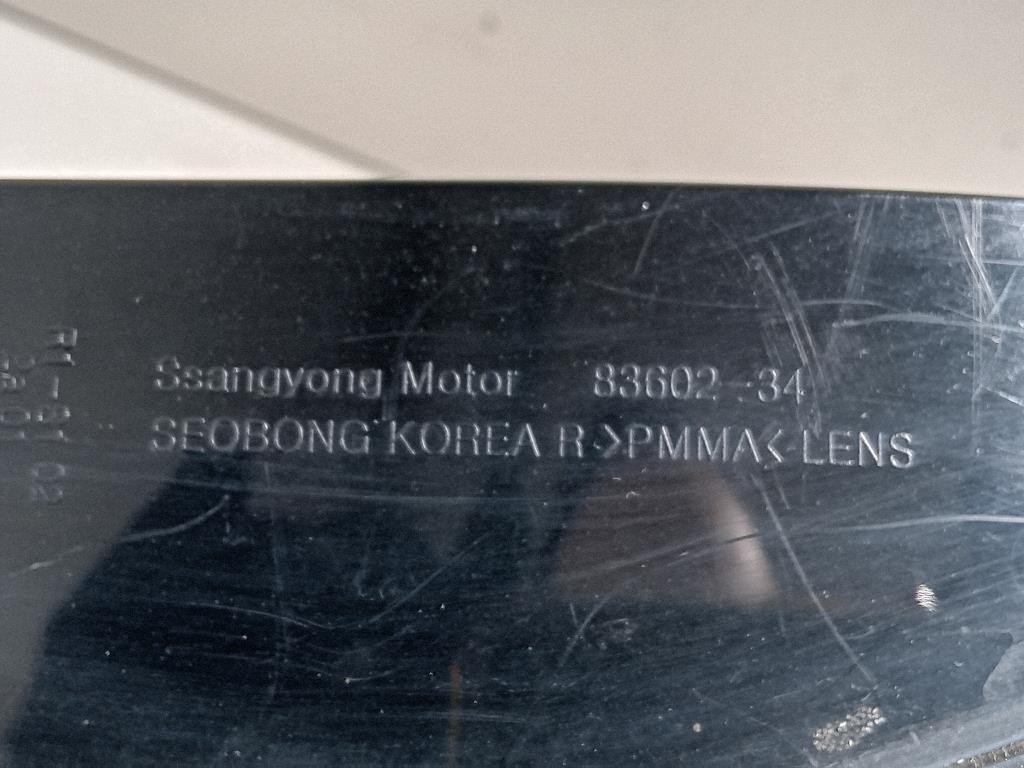 Ssangyong Motor 83602-34
SEOBONG KOREA R >PMMA< LENS